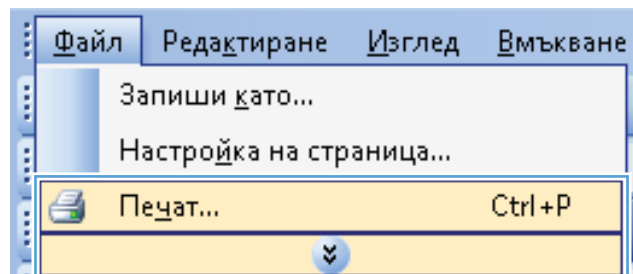 Файл Редактиране Изглед Вмъкване
Запиши като...
Настройка на страница...
Печат... Ctrl+P